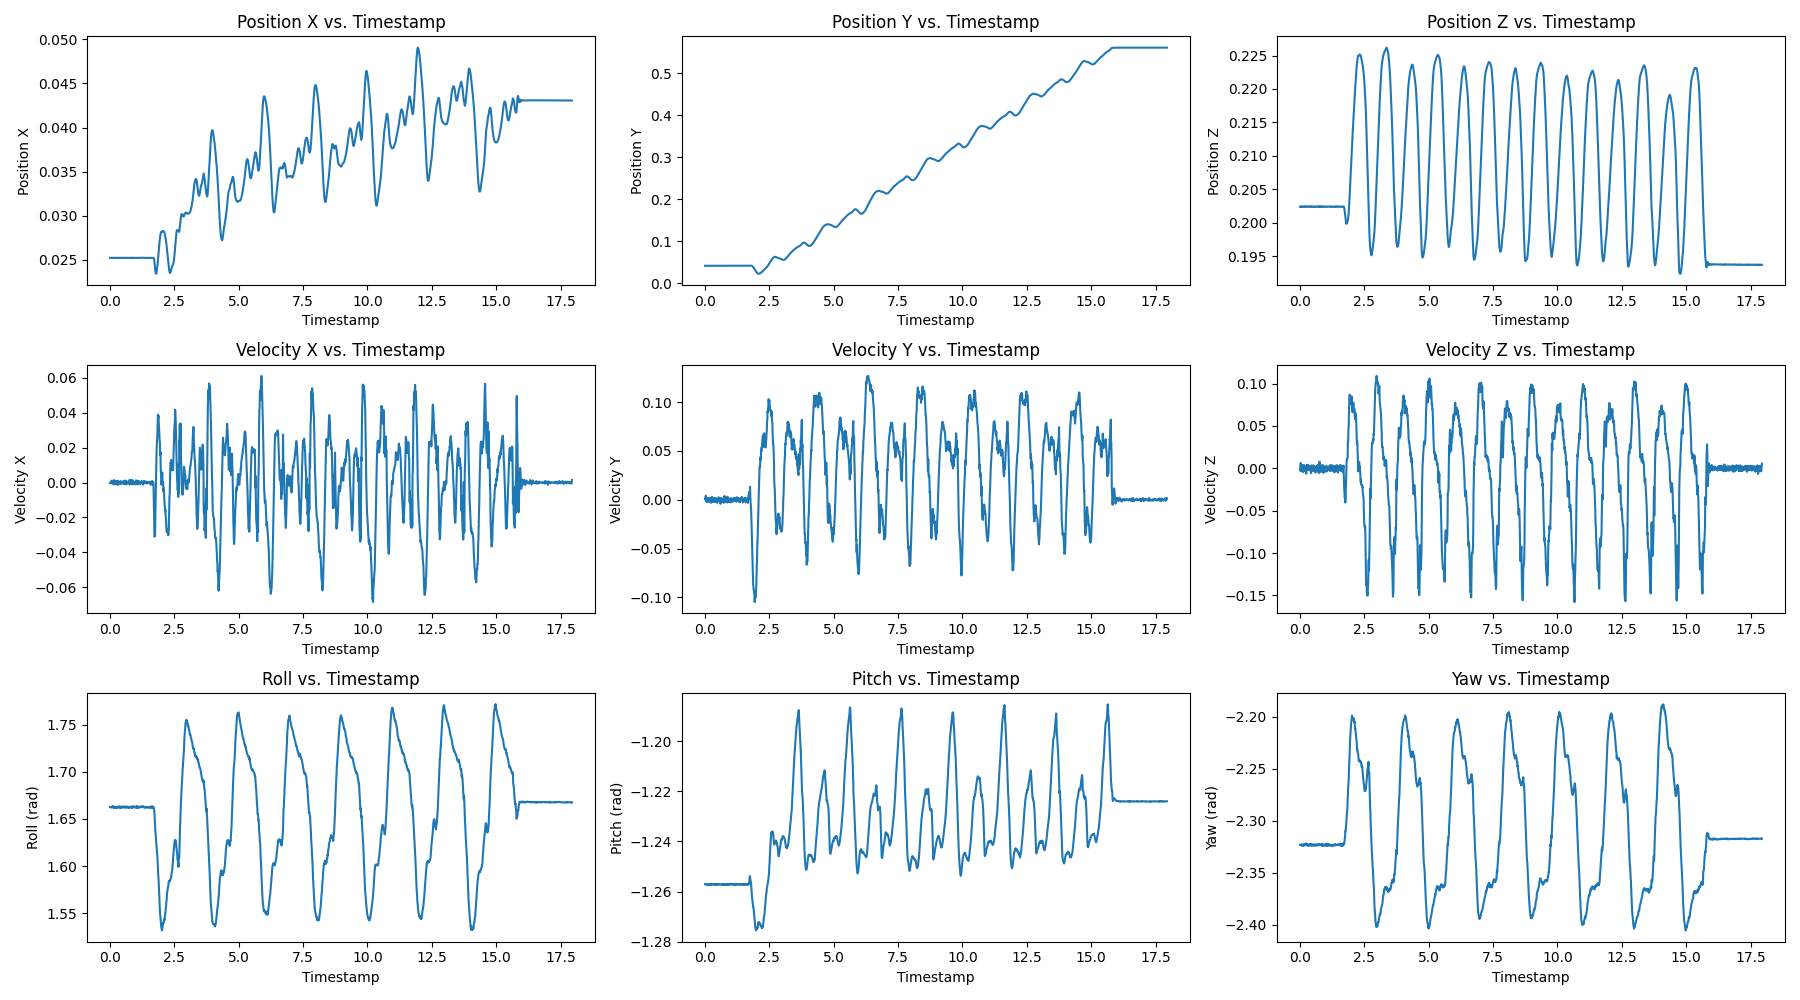 Position X vs. Timestamp
Position X
0.050
0.045
0.040
0.035
0.030
0.025
0.0 2.5 5.0 7.5 10.0 12.5 15.0 17.5
Timestamp
Position Y vs. Timestamp
Position Y
0.5
0.4
0.3
0.2
0.1
0.0
0.0 2.5 5.0 7.5 10.0 12.5 15.0 17.5
Timestamp
Position Z vs. Timestamp
Position Z
0.225
0.220
0.215
0.210
0.205
0.200
0.195
0.0 2.5 5.0 7.5 10.0 12.5 15.0 17.5
Timestamp
Velocity X vs. Timestamp
Velocity X
0.06
0.04
0.02
0.00
−0.02
−0.04
−0.06
0.0 2.5 5.0 7.5 10.0 12.5 15.0 17.5
Timestamp
Velocity Y vs. Timestamp
Velocity Y
0.10
0.05
0.00
−0.05
−0.10
0.0 2.5 5.0 7.5 10.0 12.5 15.0 17.5
Timestamp
Velocity Z vs. Timestamp
Velocity Z
0.10
0.05
0.00
−0.05
−0.10
−0.15
0.0 2.5 5.0 7.5 10.0 12.5 15.0 17.5
Timestamp
Roll vs. Timestamp
Roll (rad)
1.75
1.70
1.65
1.60
1.55
0.0 2.5 5.0 7.5 10.0 12.5 15.0 17.5
Timestamp
Pitch vs. Timestamp
Pitch (rad)
−1.20
−1.22
−1.24
−1.26
−1.28
0.0 2.5 5.0 7.5 10.0 12.5 15.0 17.5
Timestamp
Yaw vs. Timestamp
Yaw (rad)
−2.20
−2.25
−2.30
−2.35
−2.40
0.0 2.5 5.0 7.5 10.0 12.5 15.0 17.5
Timestamp